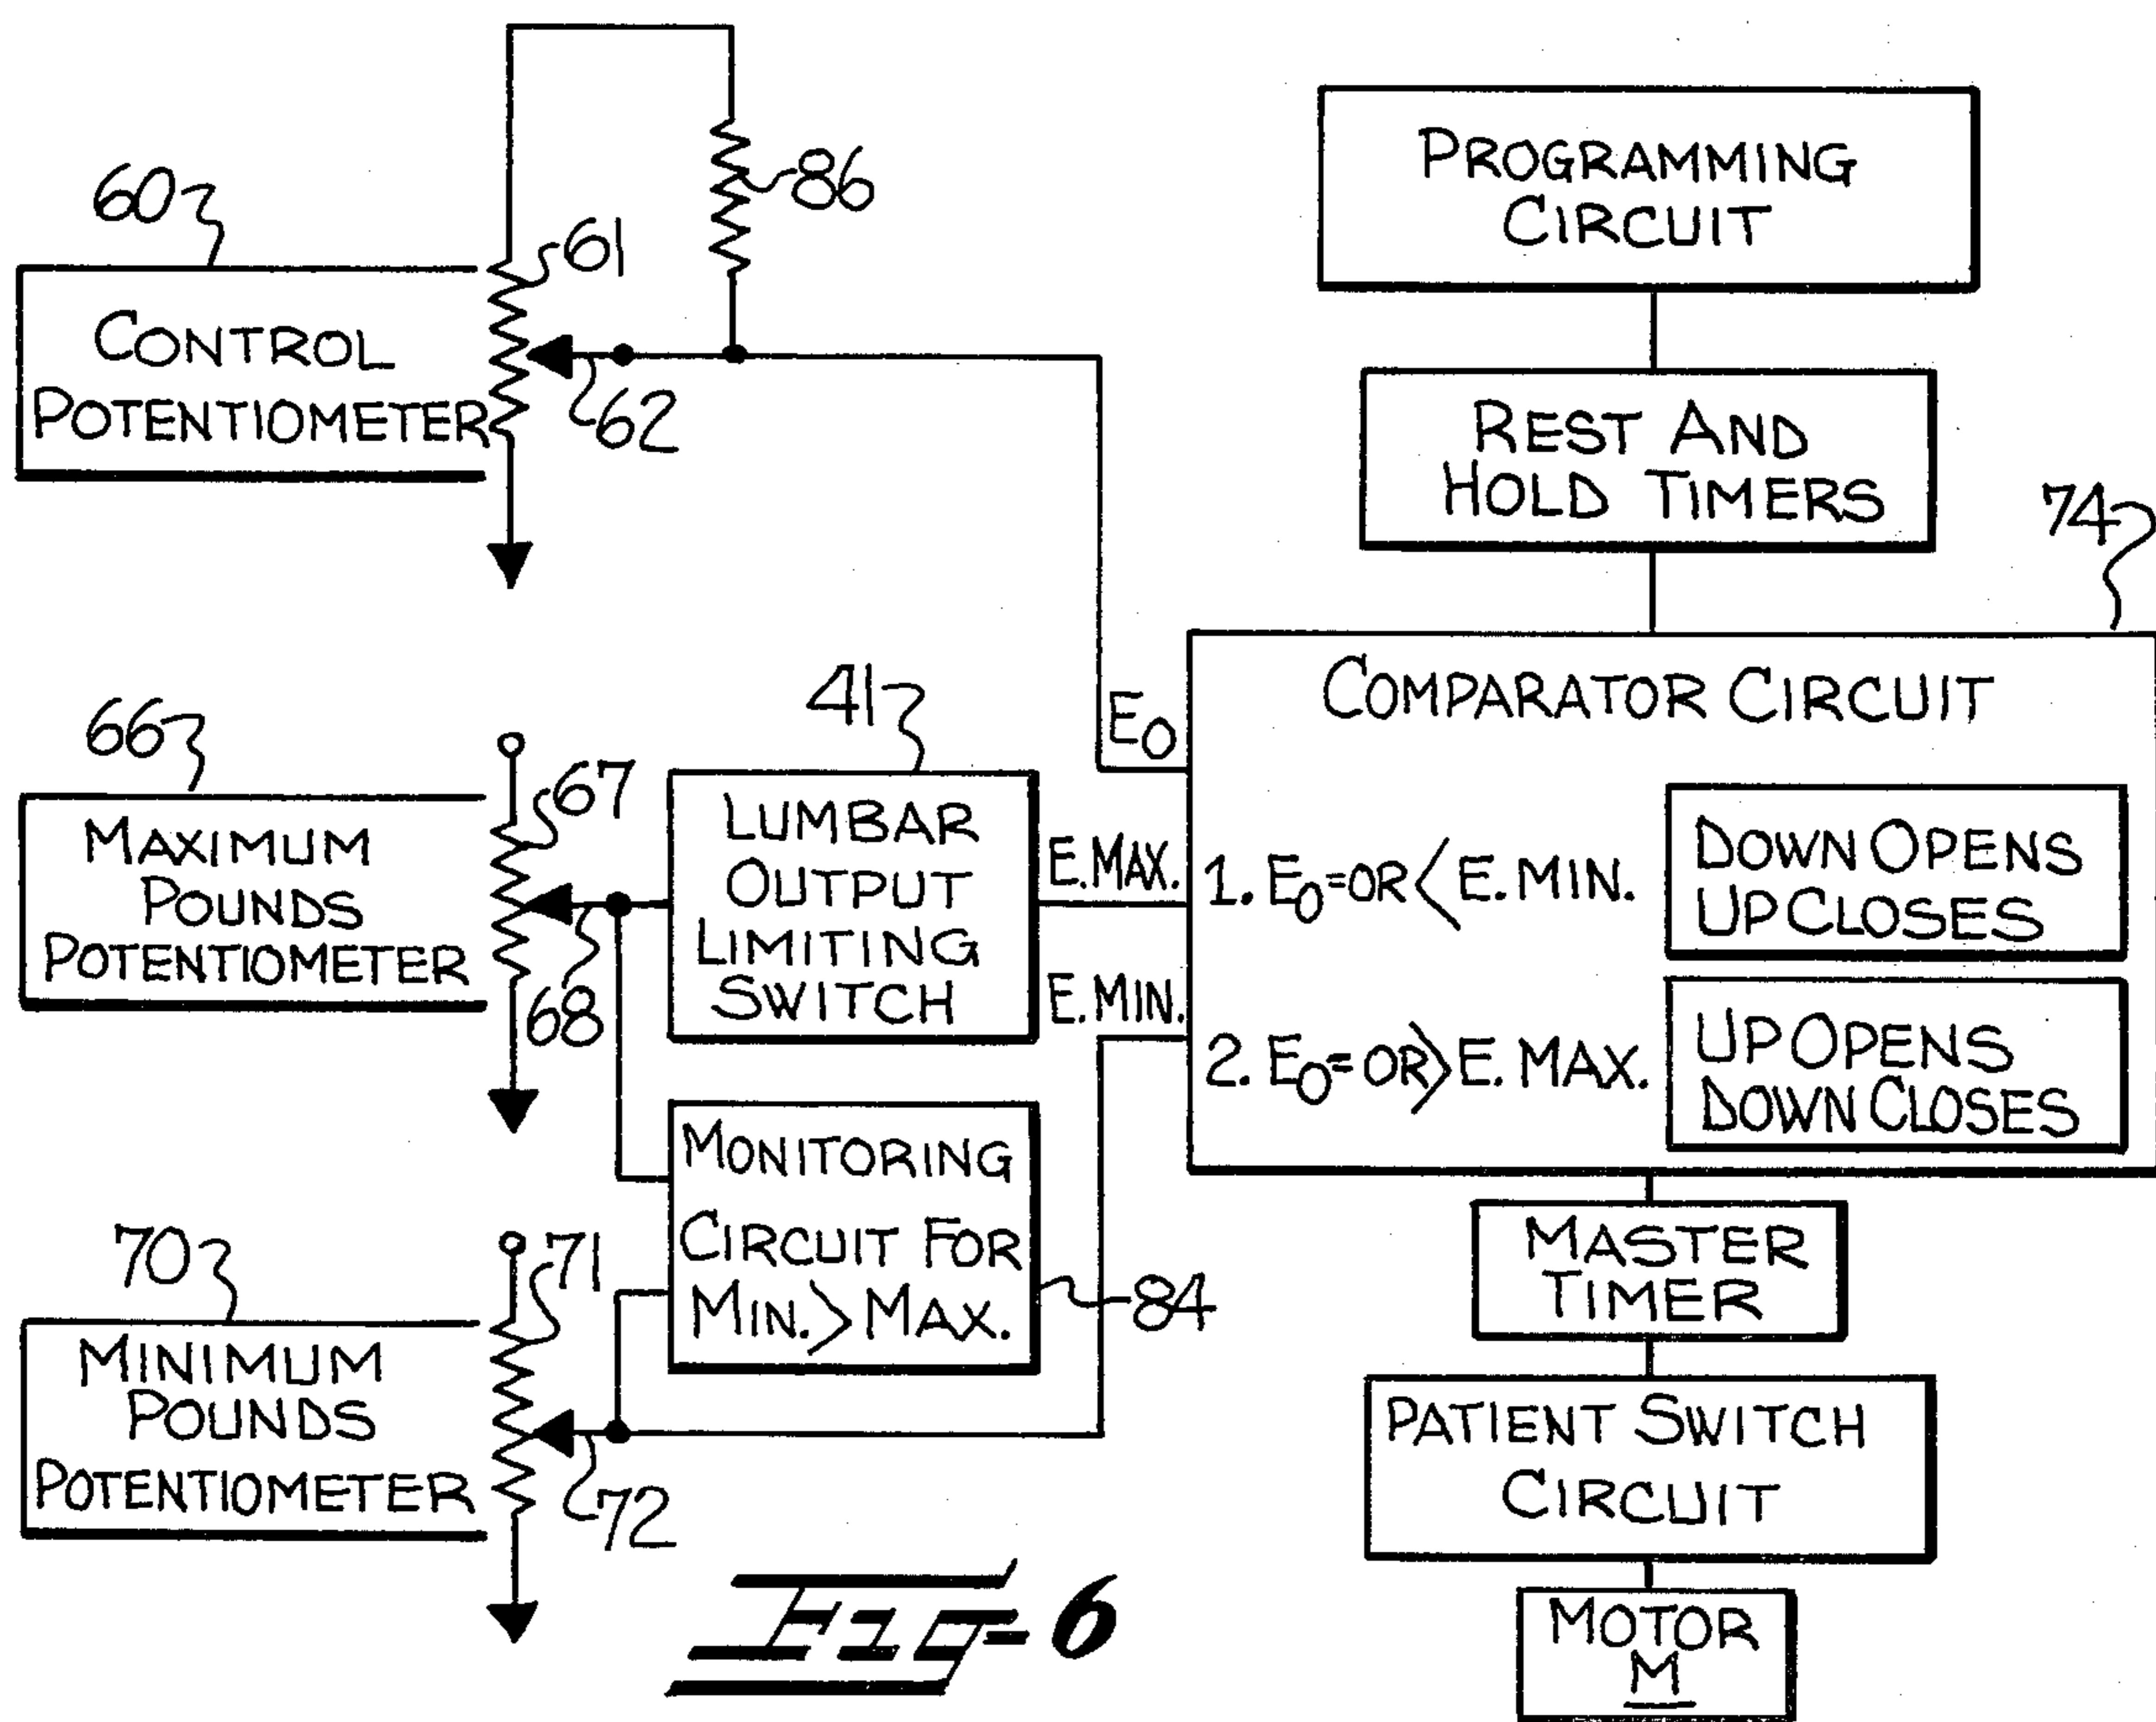 60
61
86
CONTROL
POTENTIOMETER
62
66
67
MAXIMUM
POUNDS
POTENTIOMETER
68
41
LUMBAR
OUTPUT
LIMITING
SWITCH
70
71
MINIMUM
POUNDS
POTENTIOMETER
72
MONITORING
CIRCUIT FOR
MIN.>MAX.
84
PROGRAMMING
CIRCUIT
REST AND
HOLD TIMERS
74
COMPARATOR CIRCUIT
EO
E.MAX.
E.MIN.
1. EO=OR< E.MIN.
DOWN OPENS
UP CLOSES
2. EO=OR> E.MAX.
UP OPENS
DOWN CLOSES
MASTER
TIMER
PATIENT SWITCH
CIRCUIT
MOTOR
M
Fig-6